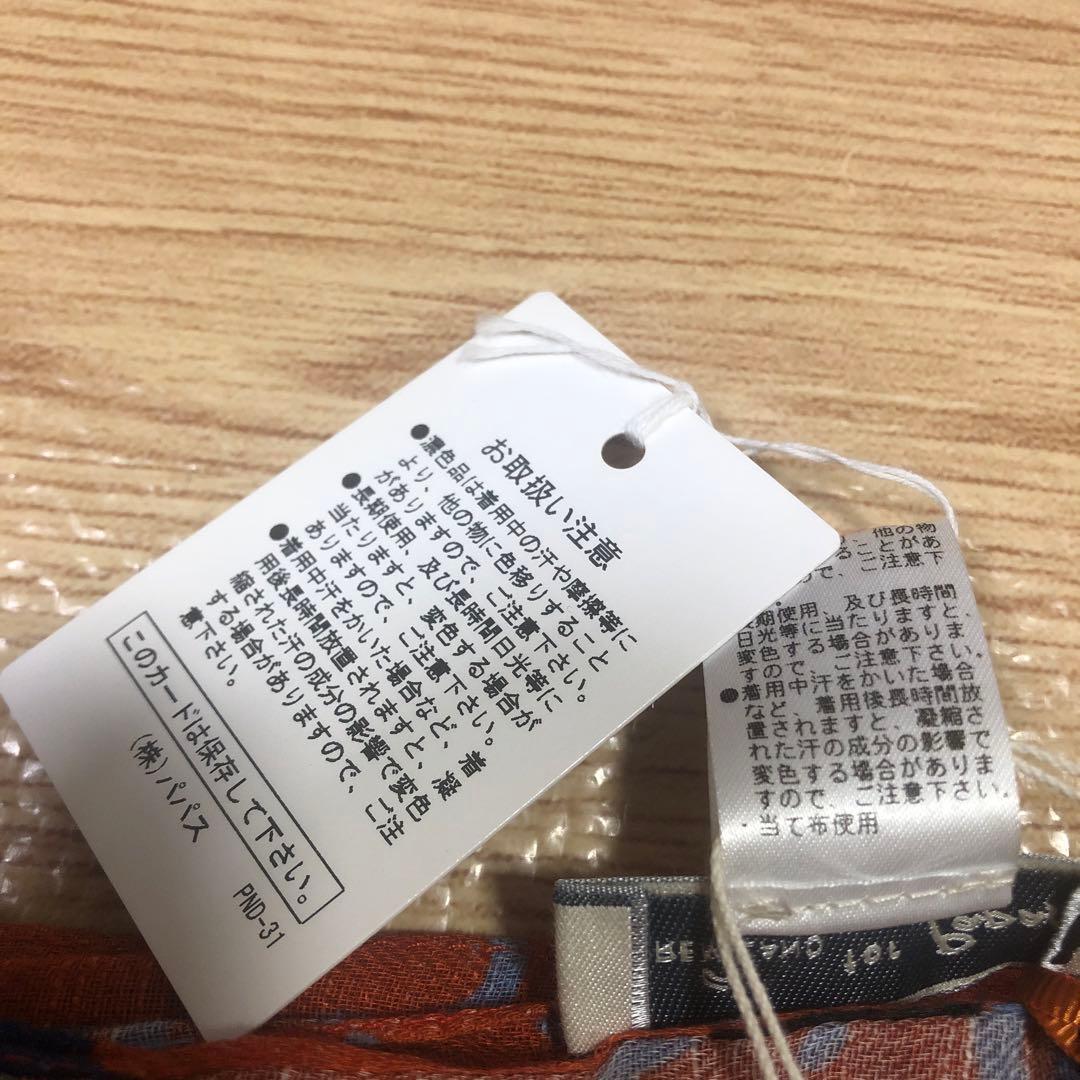 お取扱い注意
●濃色品は着用中の汗や摩擦等に
より、他の物に色移りすること
がありますので、ご注意下さい。
●長期使用、及び長時間日光等に
当たりますと、変色する場合が
ありますので、ご注意下さい。
●着用中汗をかいた場合など、着
用後長時間放置されますと、凝
縮された汗の成分の影響で変色
する場合がありますので、ご注
意下さい。
このカードは保存して下さい。
(株)パパス
PND-31
他の物
ことがあ
で、ご注意下
期使用、及び長時間
日光等に当たりますと、
変色する場合がありま
すので、ご注意下さい。
●着用中汗をかいた場合
など、着用後長時間放
置されますと、凝縮さ
れた汗の成分の影響で
変色する場合がありま
すので、ご注意下さい。
・当て布使用
for